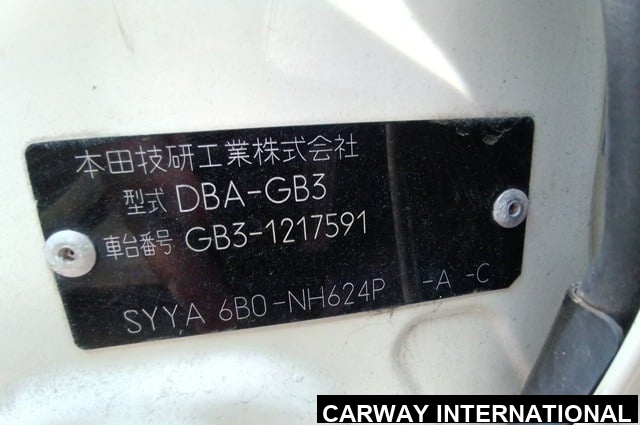 本田技研工業株式会社
型式 DBA-GB3
車台番号 GB3-1217591
SYYA 6B0-NH624P -A -C
CARWAY INTERNATIONAL